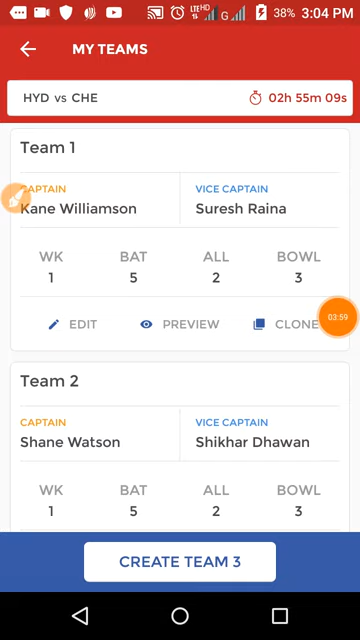 LTE HD G 38% 3:04 PM
MY TEAMS
HYD vs CHE 02h 55m 09s
Team 1
CAPTAIN VICE CAPTAIN
Kane Williamson Suresh Raina
WK BAT ALL BOWL
1 5 2 3
EDIT PREVIEW CLONE
03:59
Team 2
CAPTAIN VICE CAPTAIN
Shane Watson Shikhar Dhawan
WK BAT ALL BOWL
1 5 2 3
CREATE TEAM 3